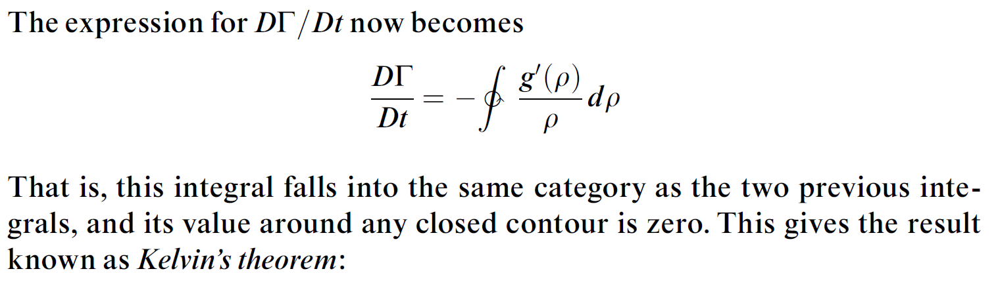 The expression for DΓ/Dt now becomes
DΓ/Dt = − ∮ g′(ρ)/ρ dρ
That is, this integral falls into the same category as the two previous inte-
grals, and its value around any closed contour is zero. This gives the result
known as Kelvin's theorem: